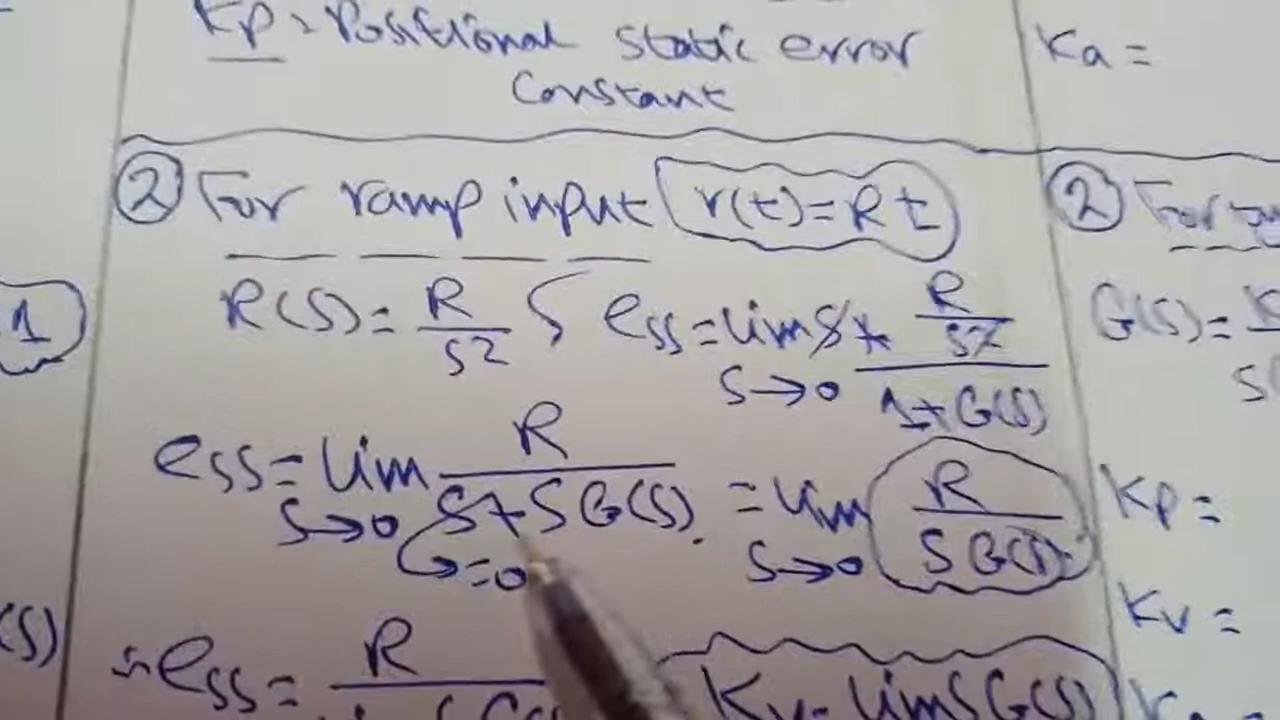 Kp = Positional static error
Constant
② For ramp input r(t)=Rt
R(s)= R/s² , ess=lim s→0 s* (R/s²)/(1+G(s))
ess= lim s→0 R/(s+sG(s)) = lim s→0 R/(sG(s))
↳=0
∴ess= R
Kv= lim sG(s)
1
(s)
Ka=
②
G(s)=
Kp=
Kv=